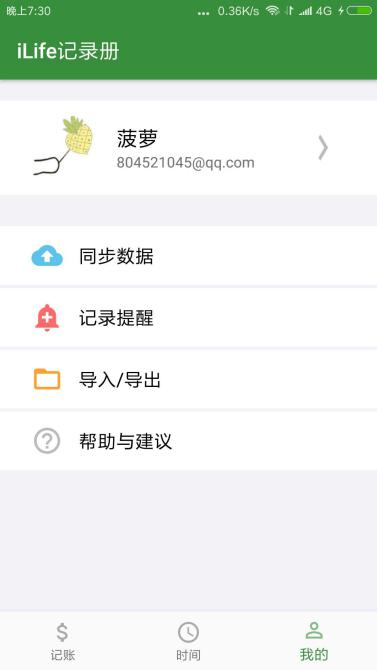 晚上7:30 ... 0.36K/s 4G
iLife记录册
菠萝
804521045@qq.com
同步数据
记录提醒
导入/导出
帮助与建议
记账 时间 我的